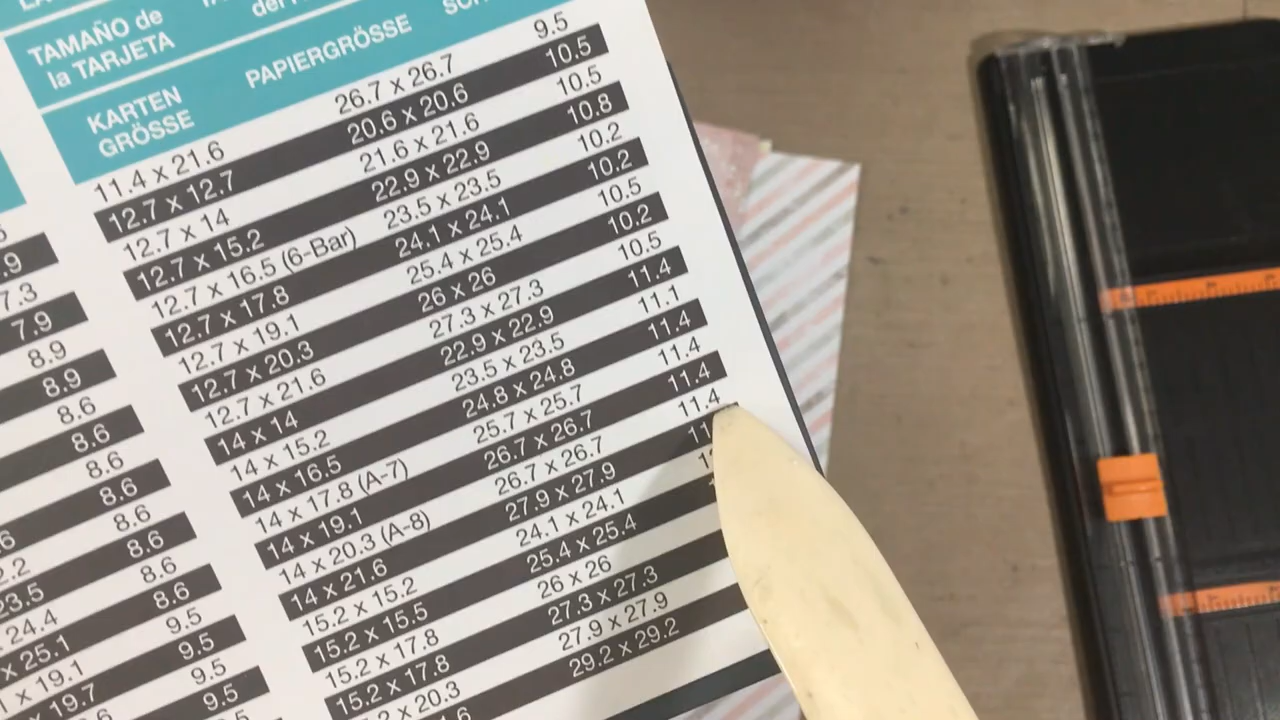 TAMAÑO de
la TARJETA
KARTEN
GRÖSSE
PAPIERGRÖSSE
11.4 x 21.6 26.7 x 26.7 9.5
12.7 x 12.7 20.6 x 20.6 10.5
12.7 x 14 21.6 x 21.6 10.5
12.7 x 15.2 22.9 x 22.9 10.8
12.7 x 16.5 (6-Bar) 23.5 x 23.5 10.2
12.7 x 17.8 24.1 x 24.1 10.2
12.7 x 19.1 25.4 x 25.4 10.5
12.7 x 20.3 26 x 26 10.2
12.7 x 21.6 27.3 x 27.3 10.5
14 x 14 22.9 x 22.9 11.4
14 x 15.2 23.5 x 23.5 11.1
14 x 16.5 24.8 x 24.8 11.4
14 x 17.8 (A-7) 25.7 x 25.7 11.4
14 x 19.1 26.7 x 26.7 11.4
14 x 20.3 (A-8) 26.7 x 26.7 11.4
14 x 21.6 27.9 x 27.9
15.2 x 15.2 24.1 x 24.1
15.2 x 15.5 25.4 x 25.4
15.2 x 17.8 26 x 26
15.2 x 17.8 27.3 x 27.3
x 20.3 27.9 x 27.9
29.2 x 29.2
7.9
8.9
8.9
8.6
8.6
8.6
8.6
8.6
8.6
23.5 8.6
24.4 8.6
x 25.1 9.5
x 19.1 9.5
x 19.7 9.5
9.5